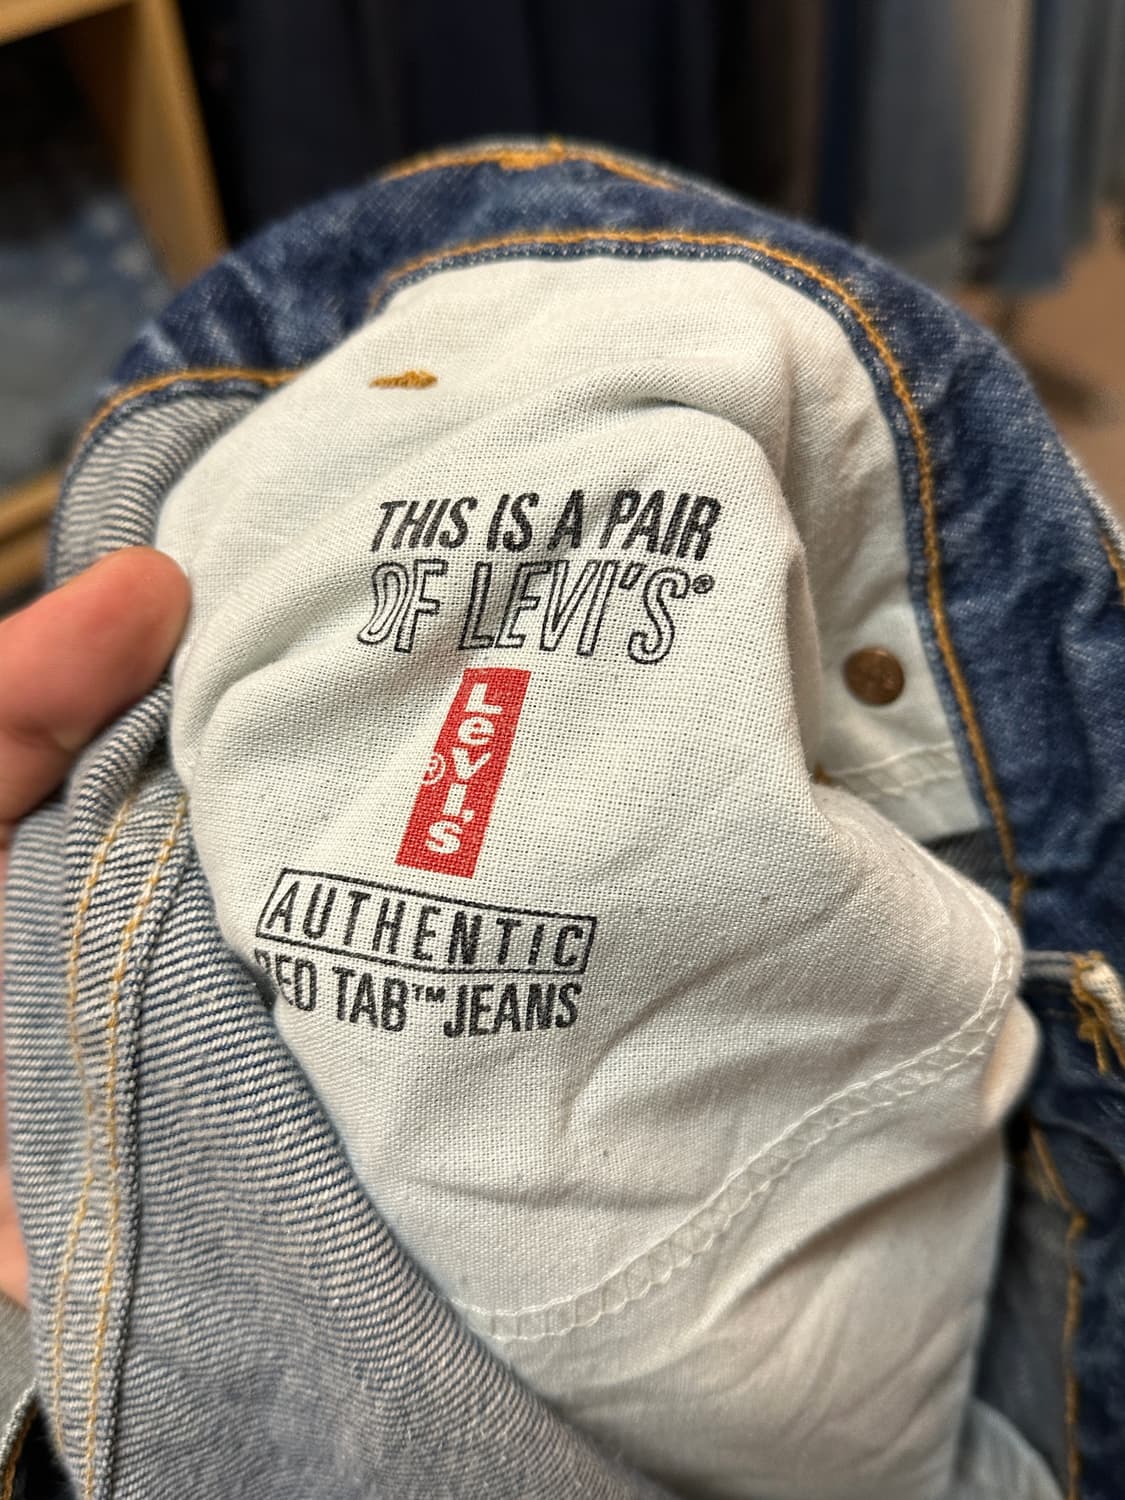 THIS IS A PAIR
OF LEVI'S®
LEVI'S
®
AUTHENTIC
RED TAB™ JEANS